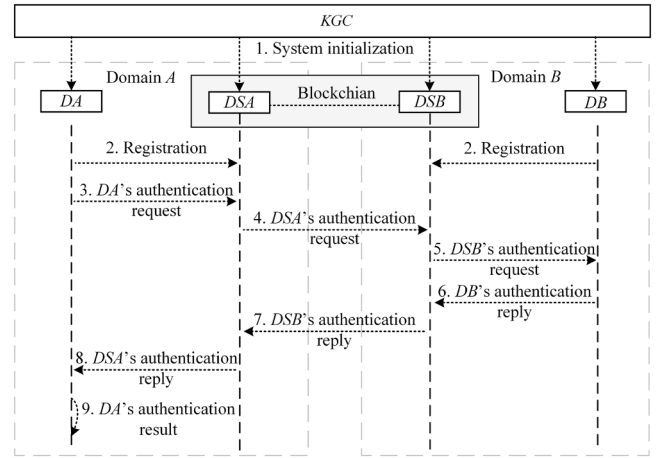 KGC
1. System initialization
Domain A
Domain B
DA
DSA
Blockchian
DSB
DB
2. Registration
2. Registration
3. DA's authentication
request
4. DSA's authentication
request
5. DSB's authentication
request
6. DB's authentication
reply
7. DSB's authentication
reply
8. DSA's authentication
reply
9. DA's authentication
result